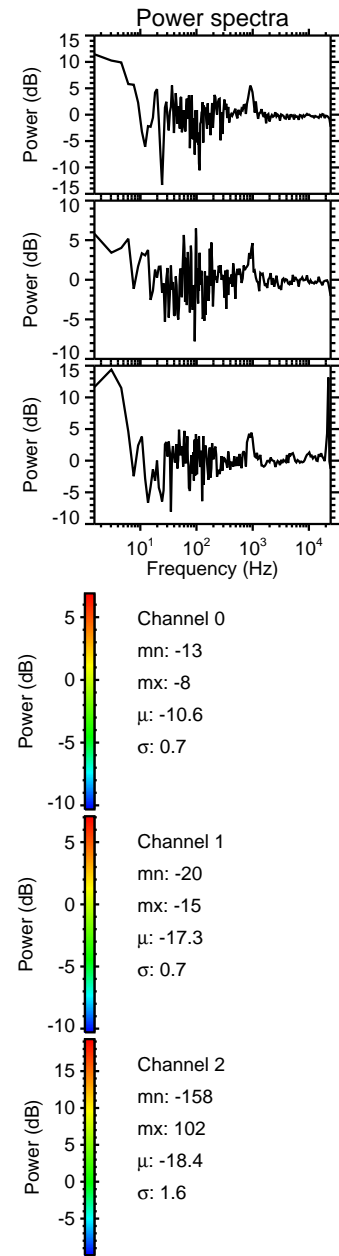 Power spectra
15
10
5
0
-5
-10
-15
Power (dB)
10
5
0
-5
-10
Power (dB)
15
10
5
0
-5
-10
Power (dB)
10¹ 10² 10³ 10⁴
Frequency (Hz)
5
0
-5
-10
Power (dB)
Channel 0
mn: -13
mx: -8
μ: -10.6
σ: 0.7
5
0
-5
-10
Power (dB)
Channel 1
mn: -20
mx: -15
μ: -17.3
σ: 0.7
15
10
5
0
-5
Power (dB)
Channel 2
mn: -158
mx: 102
μ: -18.4
σ: 1.6